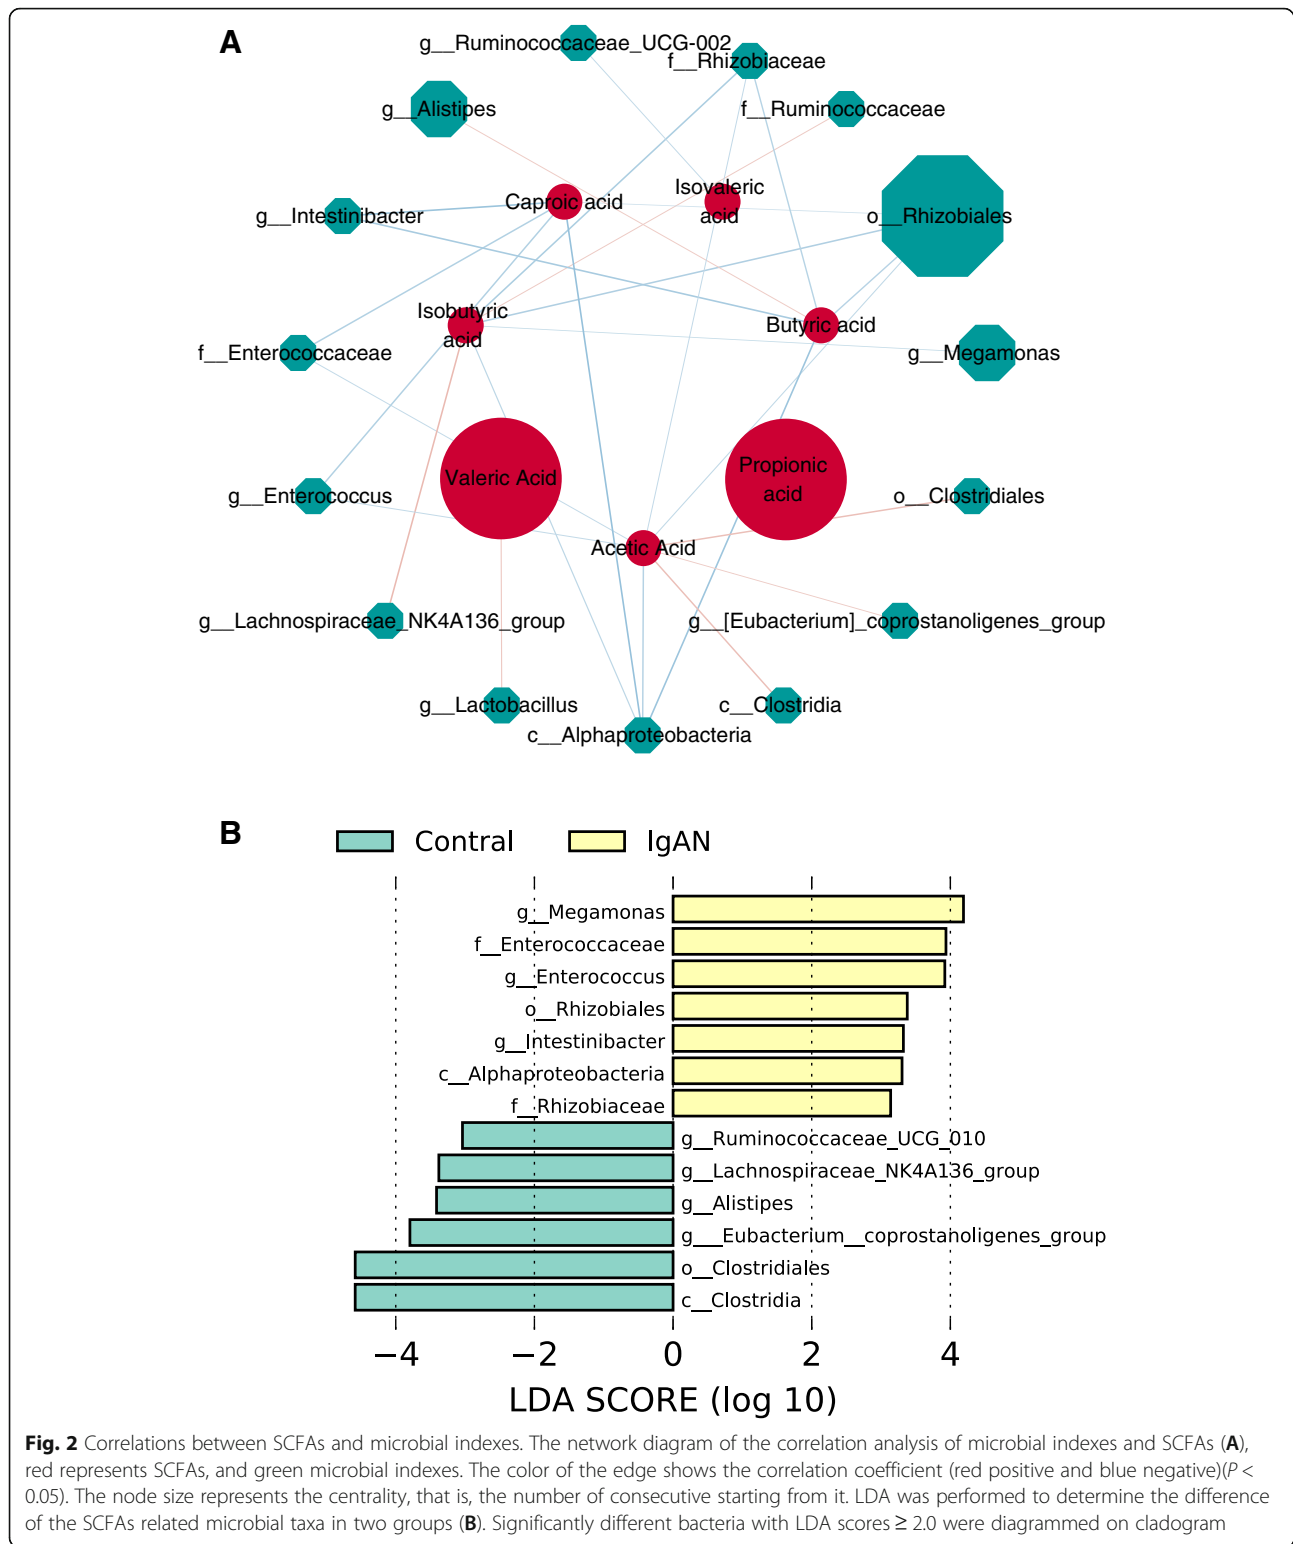 A
g__Ruminococcaceae_UCG-002
f__Rhizobiaceae
g__Alistipes
f__Ruminococcaceae
Caproic acid
Isovaleric
acid
g__Intestinibacter
o__Rhizobiales
Isobutyric
acid
Butyric acid
f__Enterococcaceae
g__Megamonas
Valeric Acid
Propionic
acid
g__Enterococcus
o__Clostridiales
Acetic Acid
g__Lachnospiraceae_NK4A136_group
g__[Eubacterium]_coprostanoligenes_group
g__Lactobacillus
c__Clostridia
c__Alphaproteobacteria
B
Contral
IgAN
g__Megamonas
f__Enterococcaceae
g__Enterococcus
o__Rhizobiales
g__Intestinibacter
c__Alphaproteobacteria
f__Rhizobiaceae
g__Ruminococcaceae_UCG_010
g__Lachnospiraceae_NK4A136_group
g__Alistipes
g___Eubacterium__coprostanoligenes_group
o__Clostridiales
c__Clostridia
−4 −2 0 2 4
LDA SCORE (log 10)
Fig. 2 Correlations between SCFAs and microbial indexes. The network diagram of the correlation analysis of microbial indexes and SCFAs (A),
red represents SCFAs, and green microbial indexes. The color of the edge shows the correlation coefficient (red positive and blue negative)(P <
0.05). The node size represents the centrality, that is, the number of consecutive starting from it. LDA was performed to determine the difference
of the SCFAs related microbial taxa in two groups (B). Significantly different bacteria with LDA scores ≥ 2.0 were diagrammed on cladogram